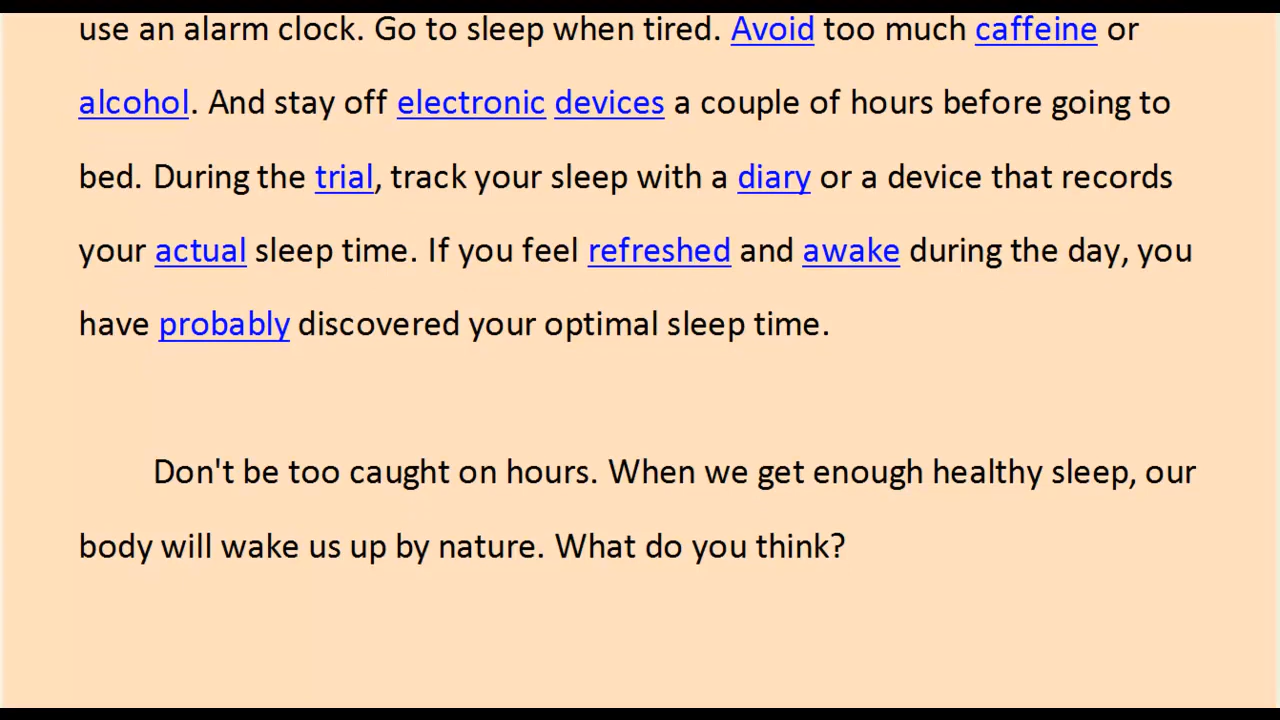 use an alarm clock. Go to sleep when tired. Avoid too much caffeine or
alcohol. And stay off electronic devices a couple of hours before going to
bed. During the trial, track your sleep with a diary or a device that records
your actual sleep time. If you feel refreshed and awake during the day, you
have probably discovered your optimal sleep time.
Don't be too caught on hours. When we get enough healthy sleep, our
body will wake us up by nature. What do you think?